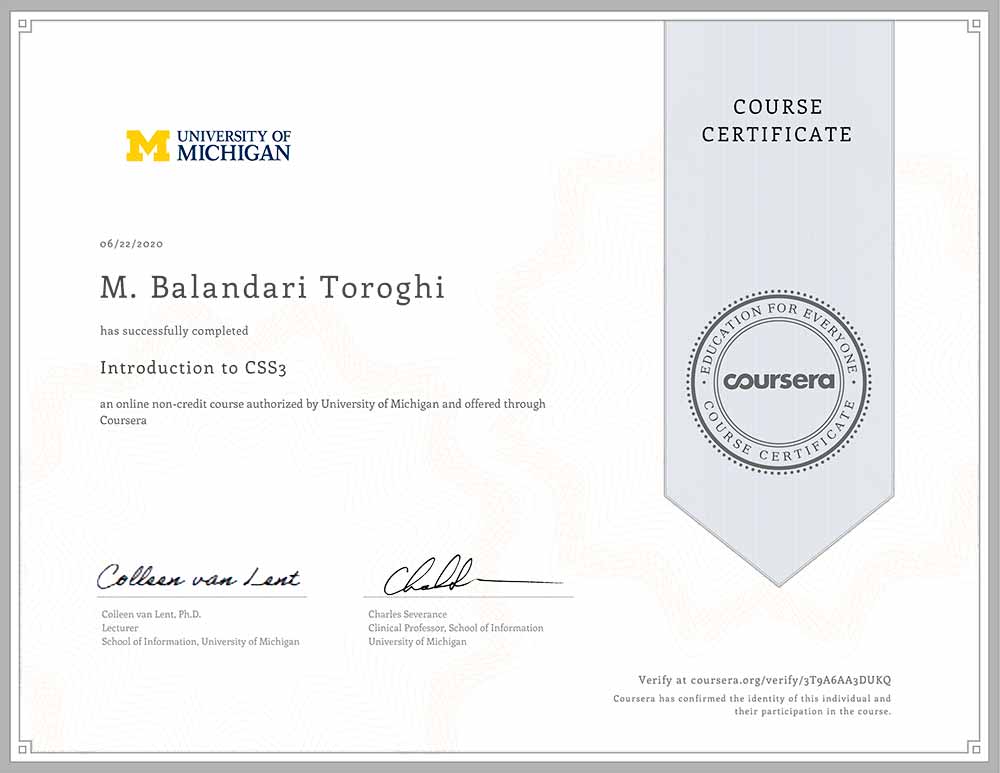 COURSE
CERTIFICATE
UNIVERSITY OF
MICHIGAN
06/22/2020
M. Balandari Toroghi
has successfully completed
Introduction to CSS3
an online non-credit course authorized by University of Michigan and offered through
Coursera
EDUCATION FOR EVERYONE
coursera
COURSE CERTIFICATE
Colleen van Lent
Colleen van Lent, Ph.D.
Lecturer
School of Information, University of Michigan
Charles Severance
Clinical Professor, School of Information
University of Michigan
Verify at coursera.org/verify/3T9A6AA3DUKQ
Coursera has confirmed the identity of this individual and
their participation in the course.